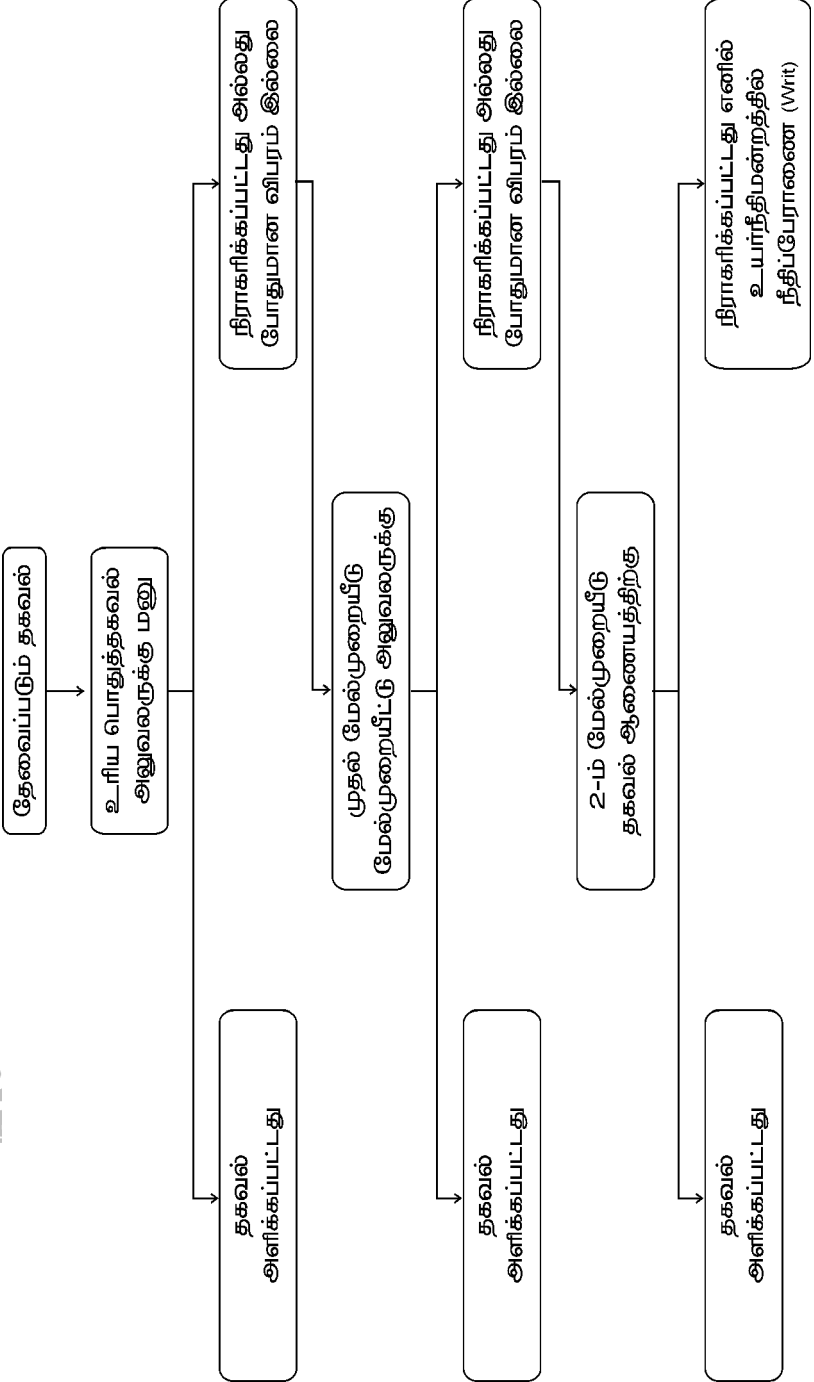 தேவைப்படும் தகவல்
உரிய பொதுத்தகவல்
அலுவலருக்கு மனு
தகவல்
அளிக்கப்பட்டது
நிராகரிக்கப்பட்டது அல்லது
போதுமான விபரம் இல்லை
முதல் மேல்முறையீடு
மேல்முறையீட்டு அலுவலருக்கு
தகவல்
அளிக்கப்பட்டது
நிராகரிக்கப்பட்டது அல்லது
போதுமான விபரம் இல்லை
2-ம் மேல்முறையீடு
தகவல் ஆணையத்திற்கு
தகவல்
அளிக்கப்பட்டது
நிராகரிக்கப்பட்டது எனில்
உயர்நீதிமன்றத்தில்
நீதிப்பேராணை (Writ)